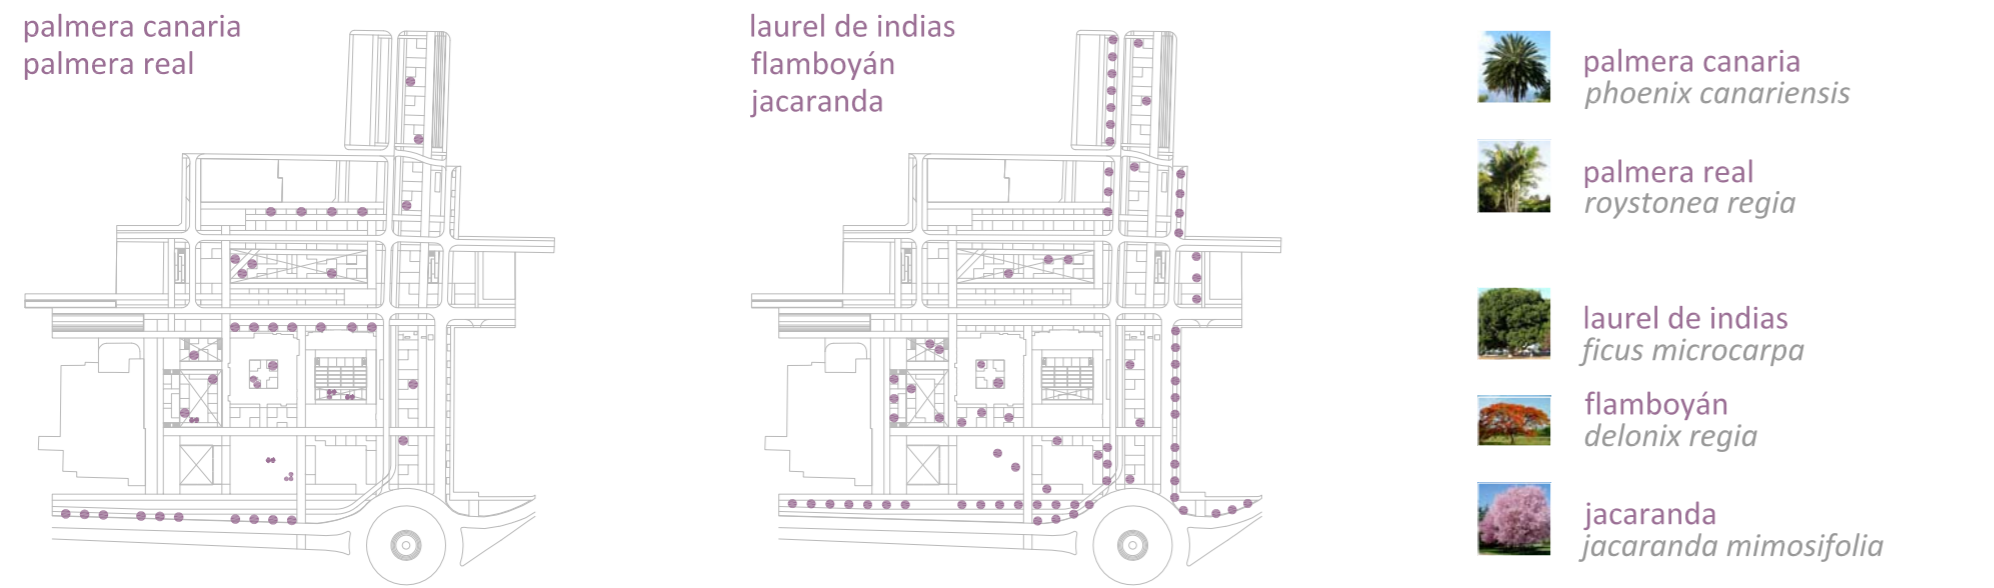 palmera canaria
palmera real
laurel de indias
flamboyán
jacaranda
palmera canaria
phoenix canariensis
palmera real
roystonea regia
laurel de indias
ficus microcarpa
flamboyán
delonix regia
jacaranda
jacaranda mimosifolia